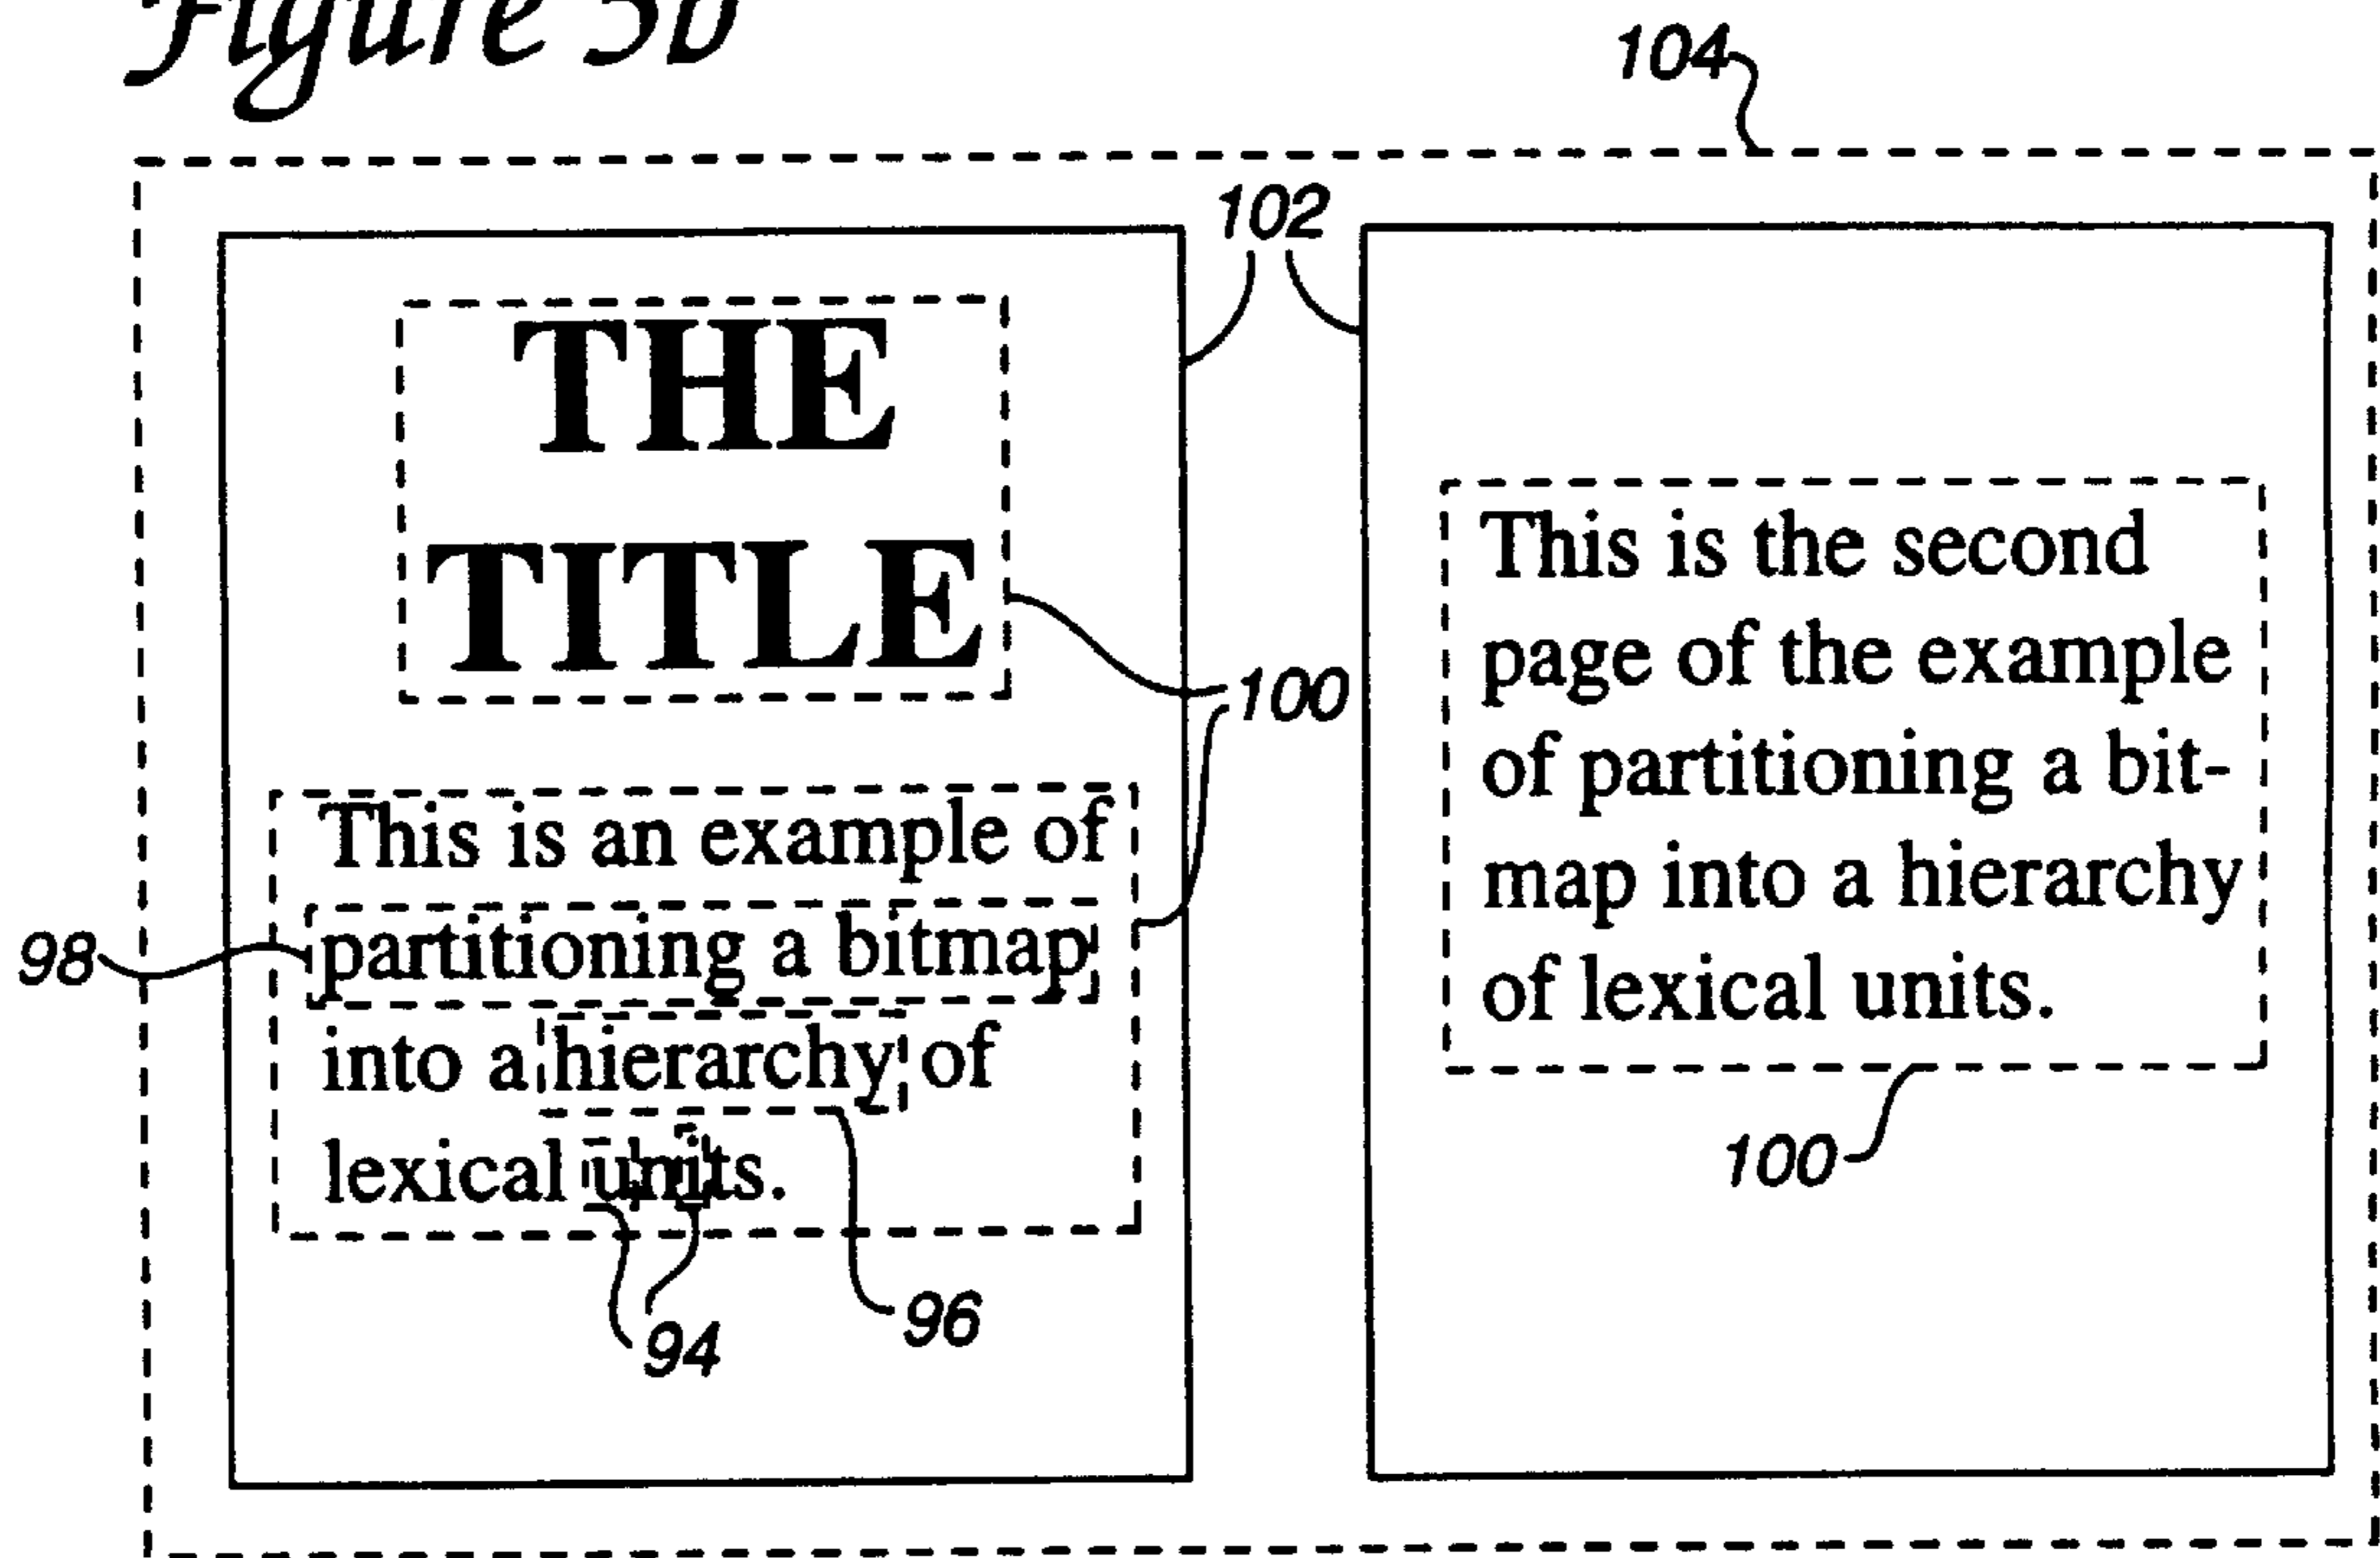 Figure 5b
104
102
THE
TITLE
100
This is an example of
partitioning a bitmap
98
into a hierarchy of
lexical units.
94
96
This is the second
page of the example
of partitioning a bit-
map into a hierarchy
of lexical units.
100